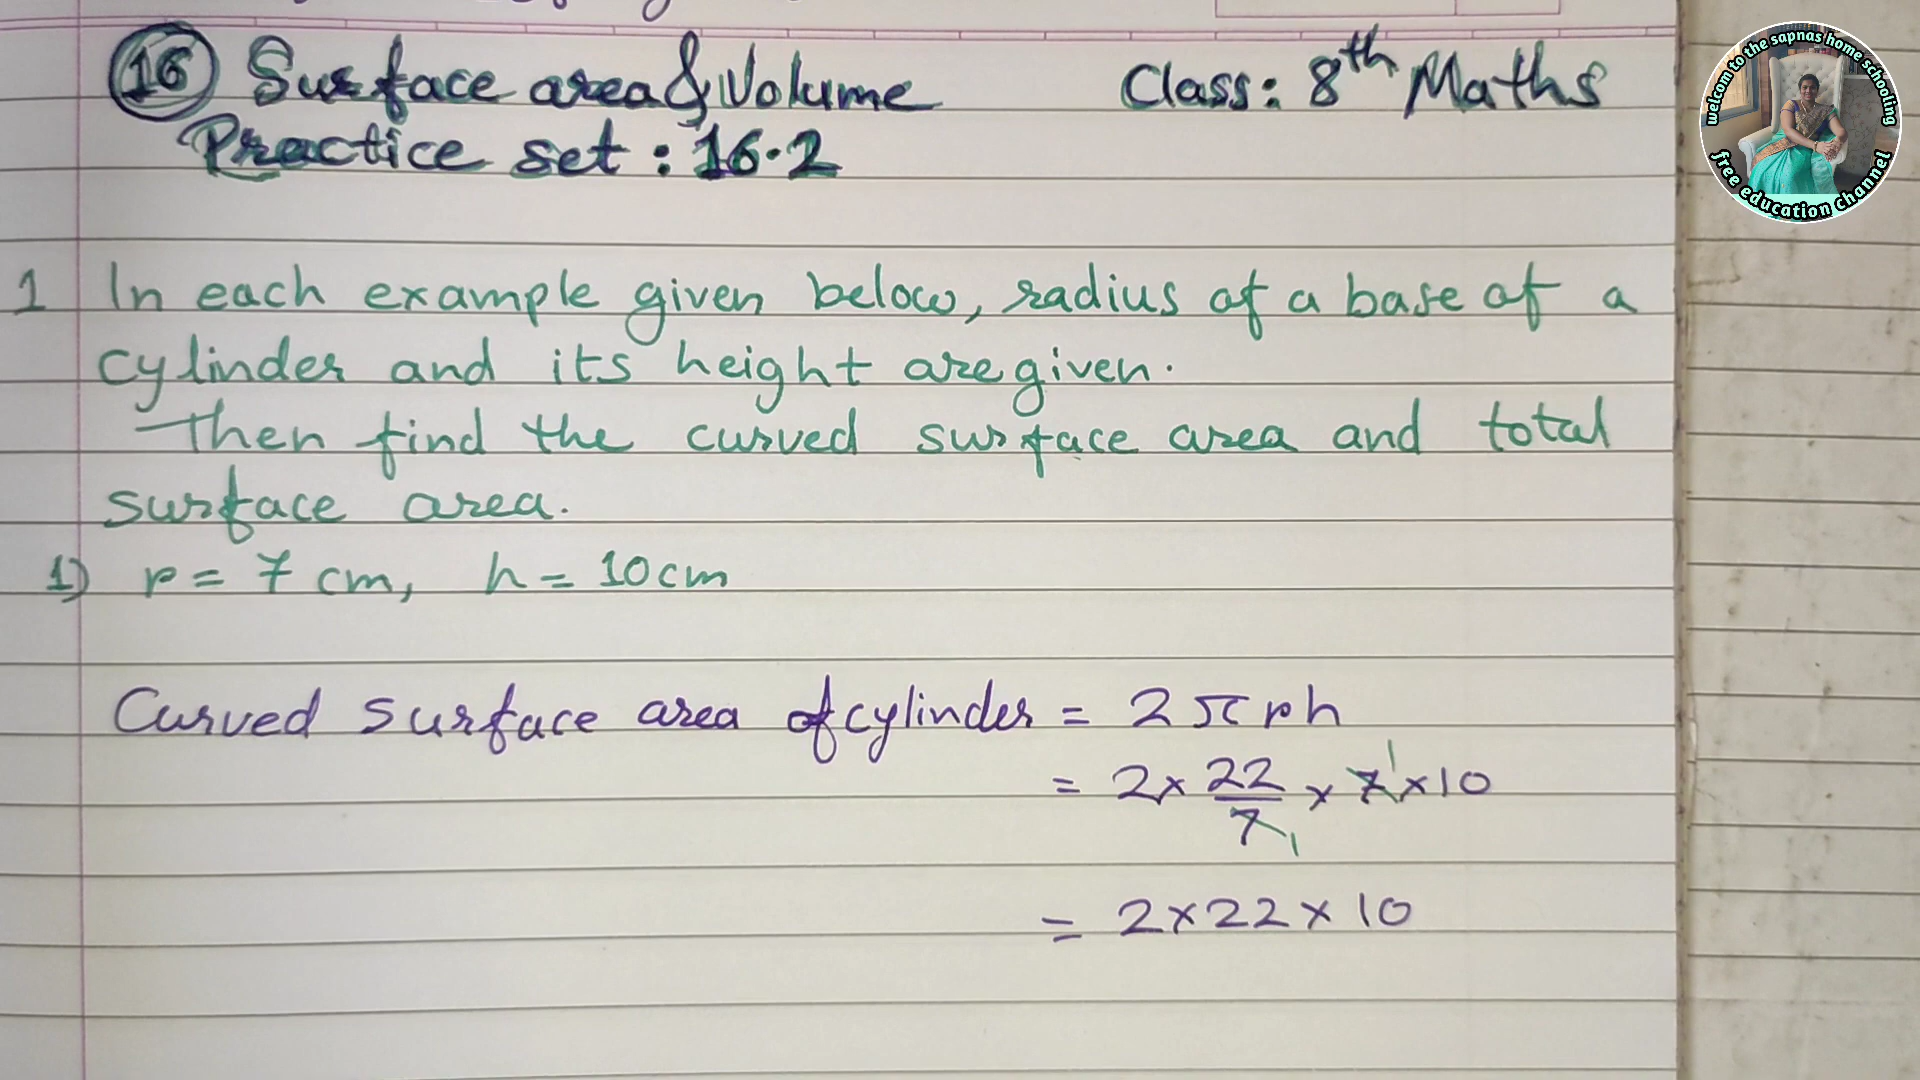 16 Surface area & Volume Class: 8th Maths
Practice set : 16.2
1 In each example given below, radius of a base of a
cylinder and its height are given.
Then find the curved surface area and total
surface area.
1) r = 7 cm, h = 10cm
Curved surface area of cylinder = 2πrh
= 2 × 22/7 1 × 7 1 × 10
= 2 × 22 × 10
welcom to the sapnas home schooling
free education channel